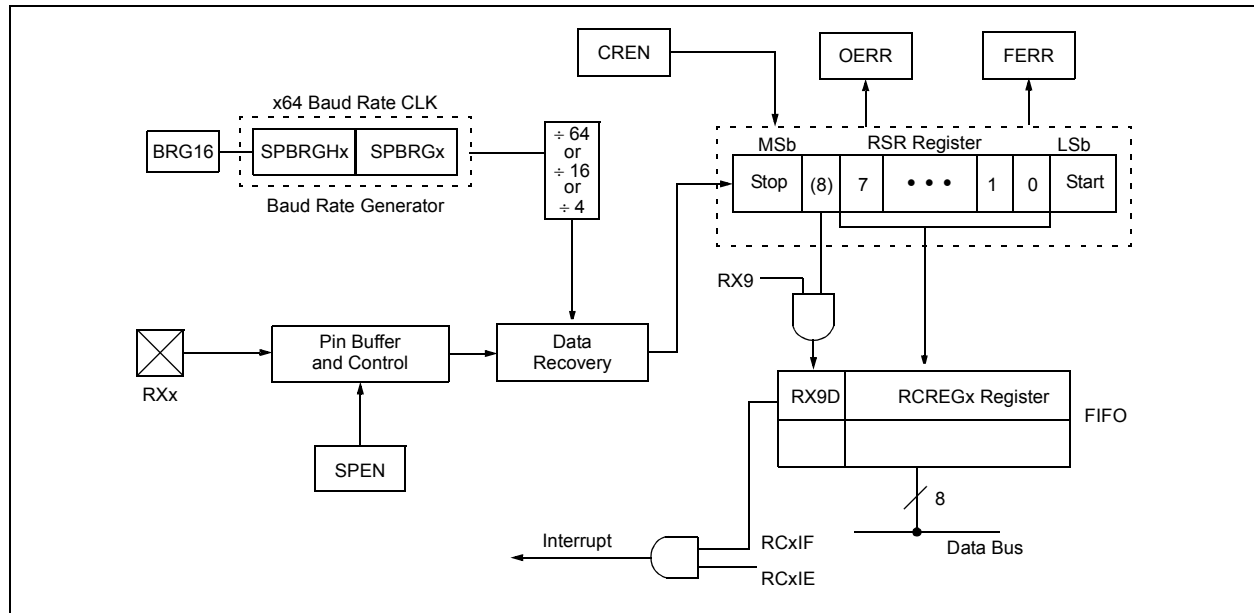 CREN
OERR
FERR
x64 Baud Rate CLK
BRG16
SPBRGHx
SPBRGx
Baud Rate Generator
÷ 64
or
÷ 16
or
÷ 4
MSb
RSR Register
LSb
Stop
(8)
7
• • •
1
0
Start
RX9
RXx
Pin Buffer
and Control
Data
Recovery
SPEN
RX9D
RCREGx Register
FIFO
8
Data Bus
Interrupt
RCxIF
RCxIE